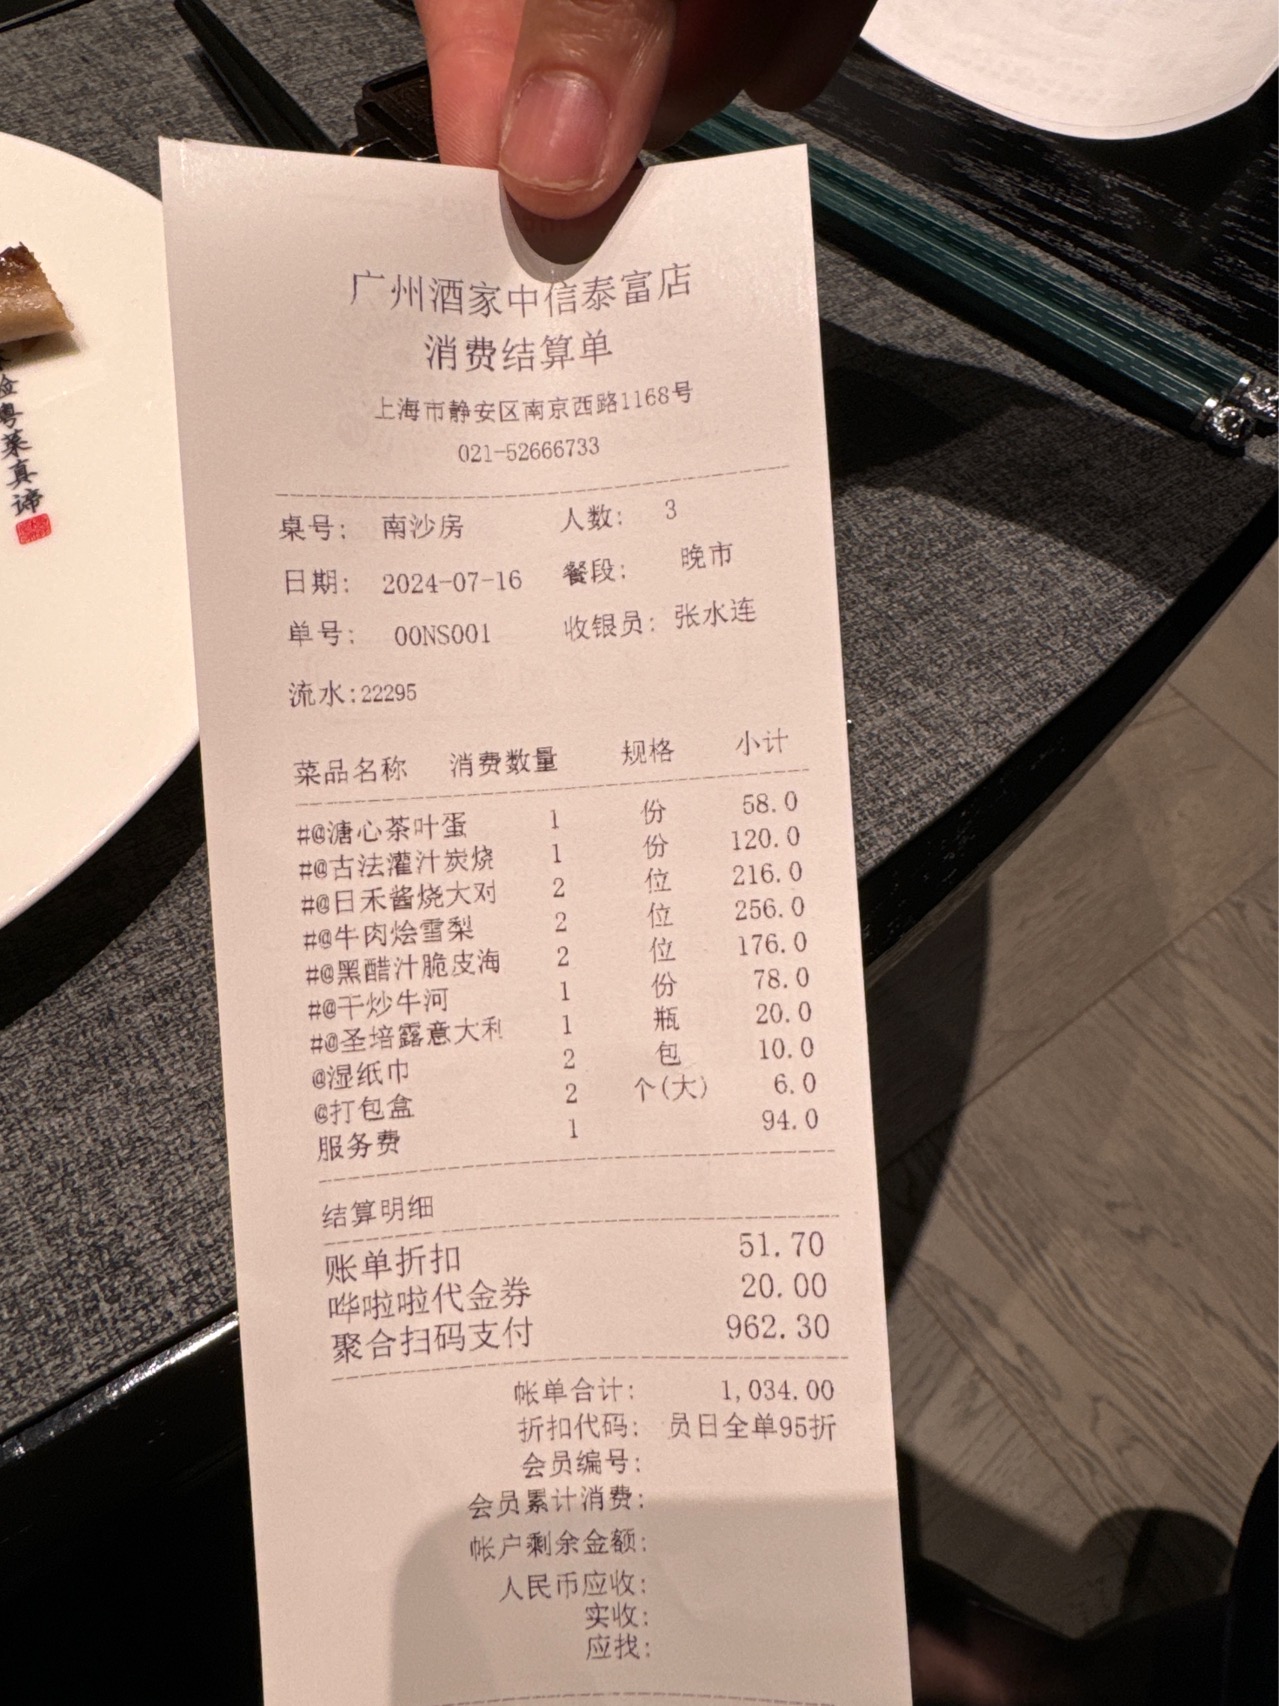 广州酒家中信泰富店
消费结算单
上海市静安区南京西路1168号
021-52666733
桌号: 南沙房 人数: 3
日期: 2024-07-16 餐段: 晚市
单号: 00NS001 收银员: 张水连
流水:22295
菜品名称 消费数量 规格 小计
#@溏心茶叶蛋 1 份 58.0
#@古法灌汁炭烧 1 份 120.0
#@日禾酱烧大对 2 位 216.0
#@牛肉烩雪梨 2 位 256.0
#@黑醋汁脆皮海 2 位 176.0
#@干炒牛河 1 份 78.0
#@圣培露意大利 1 瓶 20.0
@湿纸巾 2 包 10.0
@打包盒 2 个(大) 6.0
服务费 1 94.0
结算明细
账单折扣 51.70
哗啦啦代金券 20.00
聚合扫码支付 962.30
帐单合计: 1,034.00
折扣代码: 员日全单95折
会员编号:
会员累计消费:
帐户剩余金额:
人民币应收:
实收:
应找:
粤菜真谛